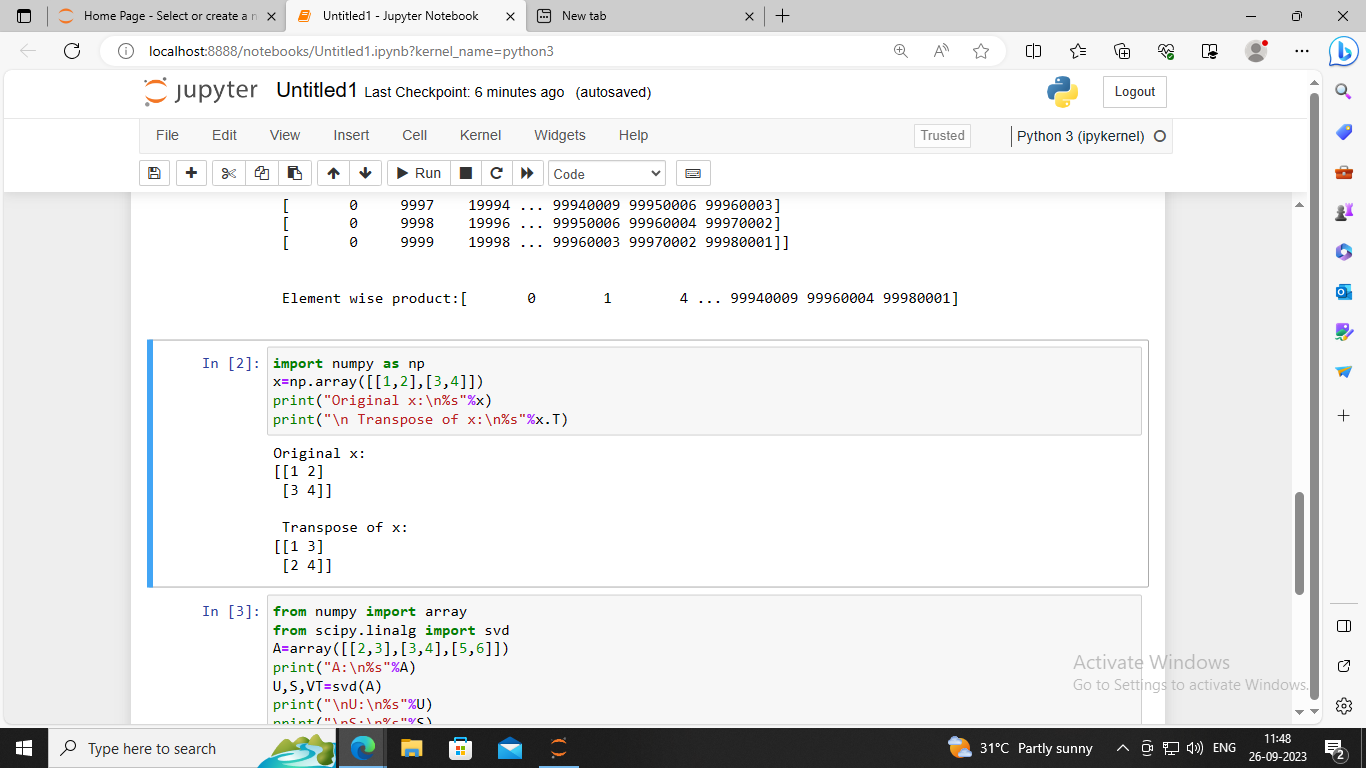 Home Page - Select or create a n
Untitled1 - Jupyter Notebook
New tab
localhost:8888/notebooks/Untitled1.ipynb?kernel_name=python3
jupyter Untitled1 Last Checkpoint: 6 minutes ago (autosaved)
Logout
File Edit View Insert Cell Kernel Widgets Help
Trusted
Python 3 (ipykernel)
Run
Code
[ 0 9997 19994 ... 99940009 99950006 99960003]
[ 0 9998 19996 ... 99950006 99960004 99970002]
[ 0 9999 19998 ... 99960003 99970002 99980001]]
Element wise product:[ 0 1 4 ... 99940009 99960004 99980001]
In [2]: import numpy as np
x=np.array([[1,2],[3,4]])
print("Original x:\n%s"%x)
print("\n Transpose of x:\n%s"%x.T)
Original x:
[[1 2]
[3 4]]
Transpose of x:
[[1 3]
[2 4]]
In [3]: from numpy import array
from scipy.linalg import svd
A=array([[2,3],[3,4],[5,6]])
print("A:\n%s"%A)
U,S,VT=svd(A)
print("\nU:\n%s"%U)
print("\nS:\n%s"%S)
Activate Windows
Go to Settings to activate Windows.
Type here to search
31°C Partly sunny
ENG
11:48
26-09-2023
2